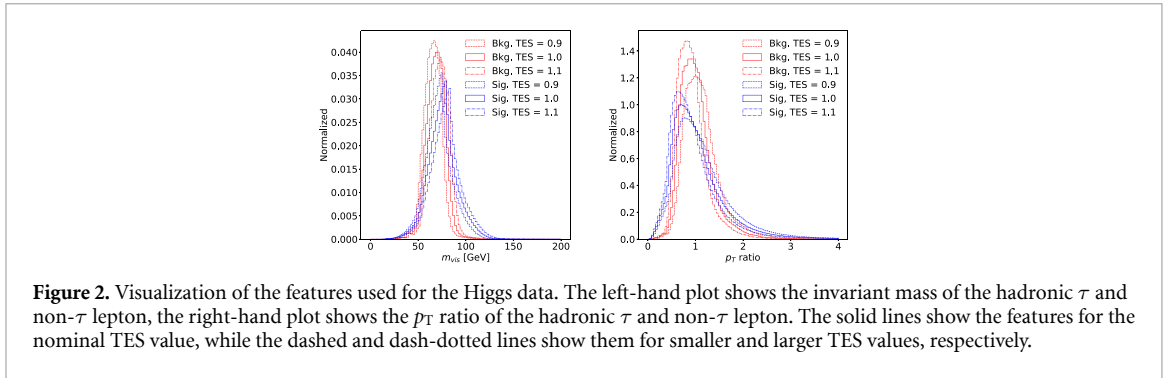 0.040
0.035
0.030
0.025
0.020
0.015
0.010
0.005
0.000
Normalized
Bkg. TES = 0.9
Bkg. TES = 1.0
Bkg. TES = 1.1
Sig. TES = 0.9
Sig. TES = 1.0
Sig. TES = 1.1
0 50 100 150 200
m_vis [GeV]
1.4
1.2
1.0
0.8
0.6
0.4
0.2
0.0
Normalized
Bkg. TES = 0.9
Bkg. TES = 1.0
Bkg. TES = 1.1
Sig, TES = 0.9
Sig, TES = 1.0
Sig, TES = 1.1
0 1 2 3 4
p_T ratio
Figure 2. Visualization of the features used for the Higgs data. The left-hand plot shows the invariant mass of the hadronic τ and
non-τ lepton, the right-hand plot shows the p_T ratio of the hadronic τ and non-τ lepton. The solid lines show the features for the
nominal TES value, while the dashed and dash-dotted lines show them for smaller and larger TES values, respectively.